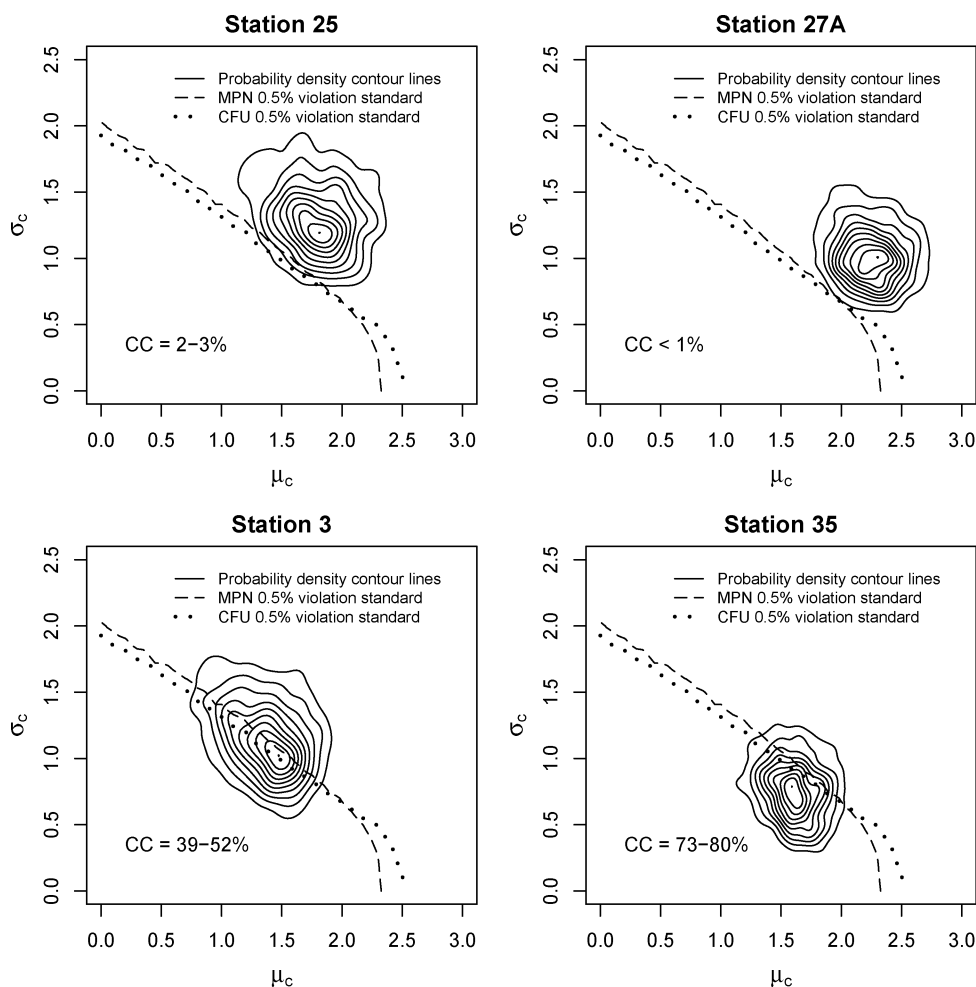 Station 25
Probability density contour lines
MPN 0.5% violation standard
CFU 0.5% violation standard
CC = 2−3%
σc
2.5
2.0
1.5
1.0
0.5
0.0
0.0 0.5 1.0 1.5 2.0 2.5 3.0
μc
Station 27A
Probability density contour lines
MPN 0.5% violation standard
CFU 0.5% violation standard
CC < 1%
σc
2.5
2.0
1.5
1.0
0.5
0.0
0.0 0.5 1.0 1.5 2.0 2.5 3.0
μc
Station 3
Probability density contour lines
MPN 0.5% violation standard
CFU 0.5% violation standard
CC = 39−52%
σc
2.5
2.0
1.5
1.0
0.5
0.0
0.0 0.5 1.0 1.5 2.0 2.5 3.0
μc
Station 35
Probability density contour lines
MPN 0.5% violation standard
CFU 0.5% violation standard
CC = 73−80%
σc
2.5
2.0
1.5
1.0
0.5
0.0
0.0 0.5 1.0 1.5 2.0 2.5 3.0
μc